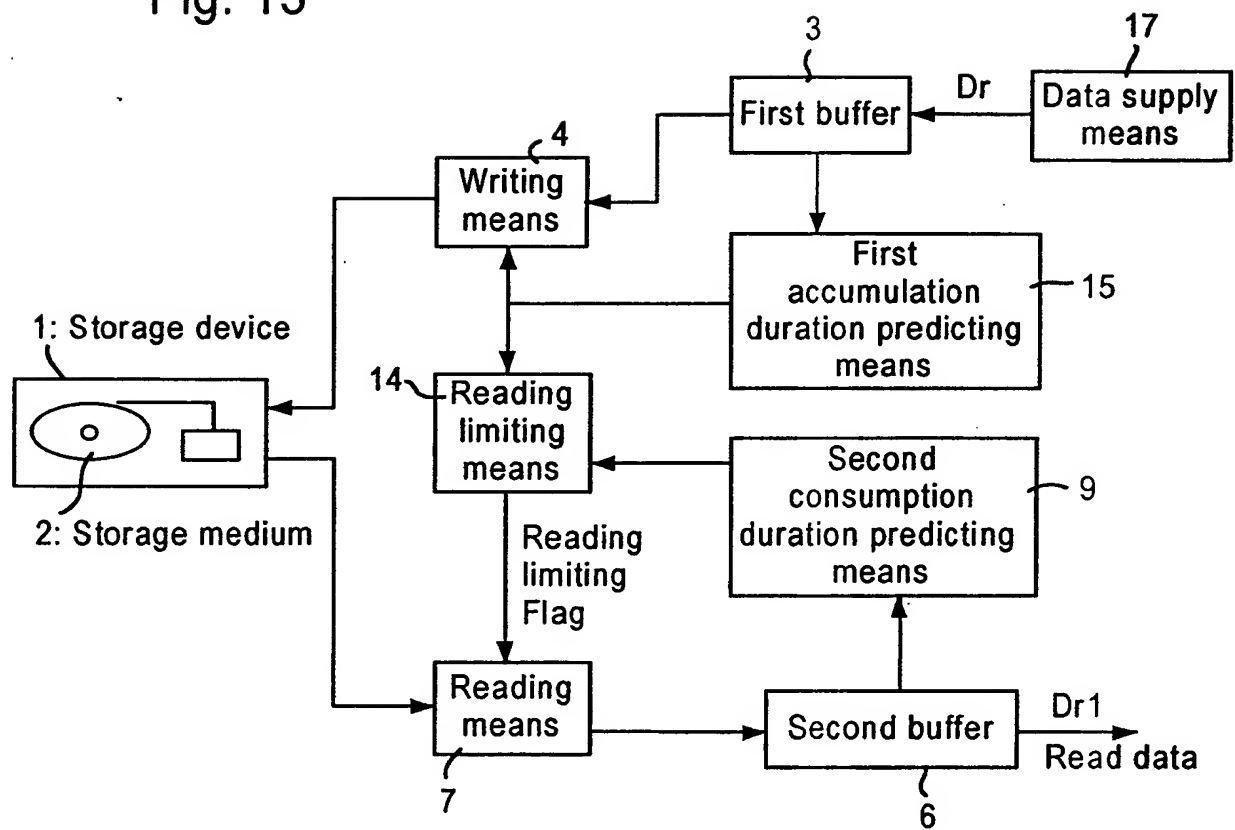 Fig. 15
3
17
Dr
First buffer
Data supply
means
4
Writing
means
First
accumulation
duration predicting
means
15
1: Storage device
14
Reading
limiting
means
Second
consumption
duration predicting
means
9
2: Storage medium
Reading
limiting
Flag
Reading
means
7
Second buffer
6
Dr1
Read data